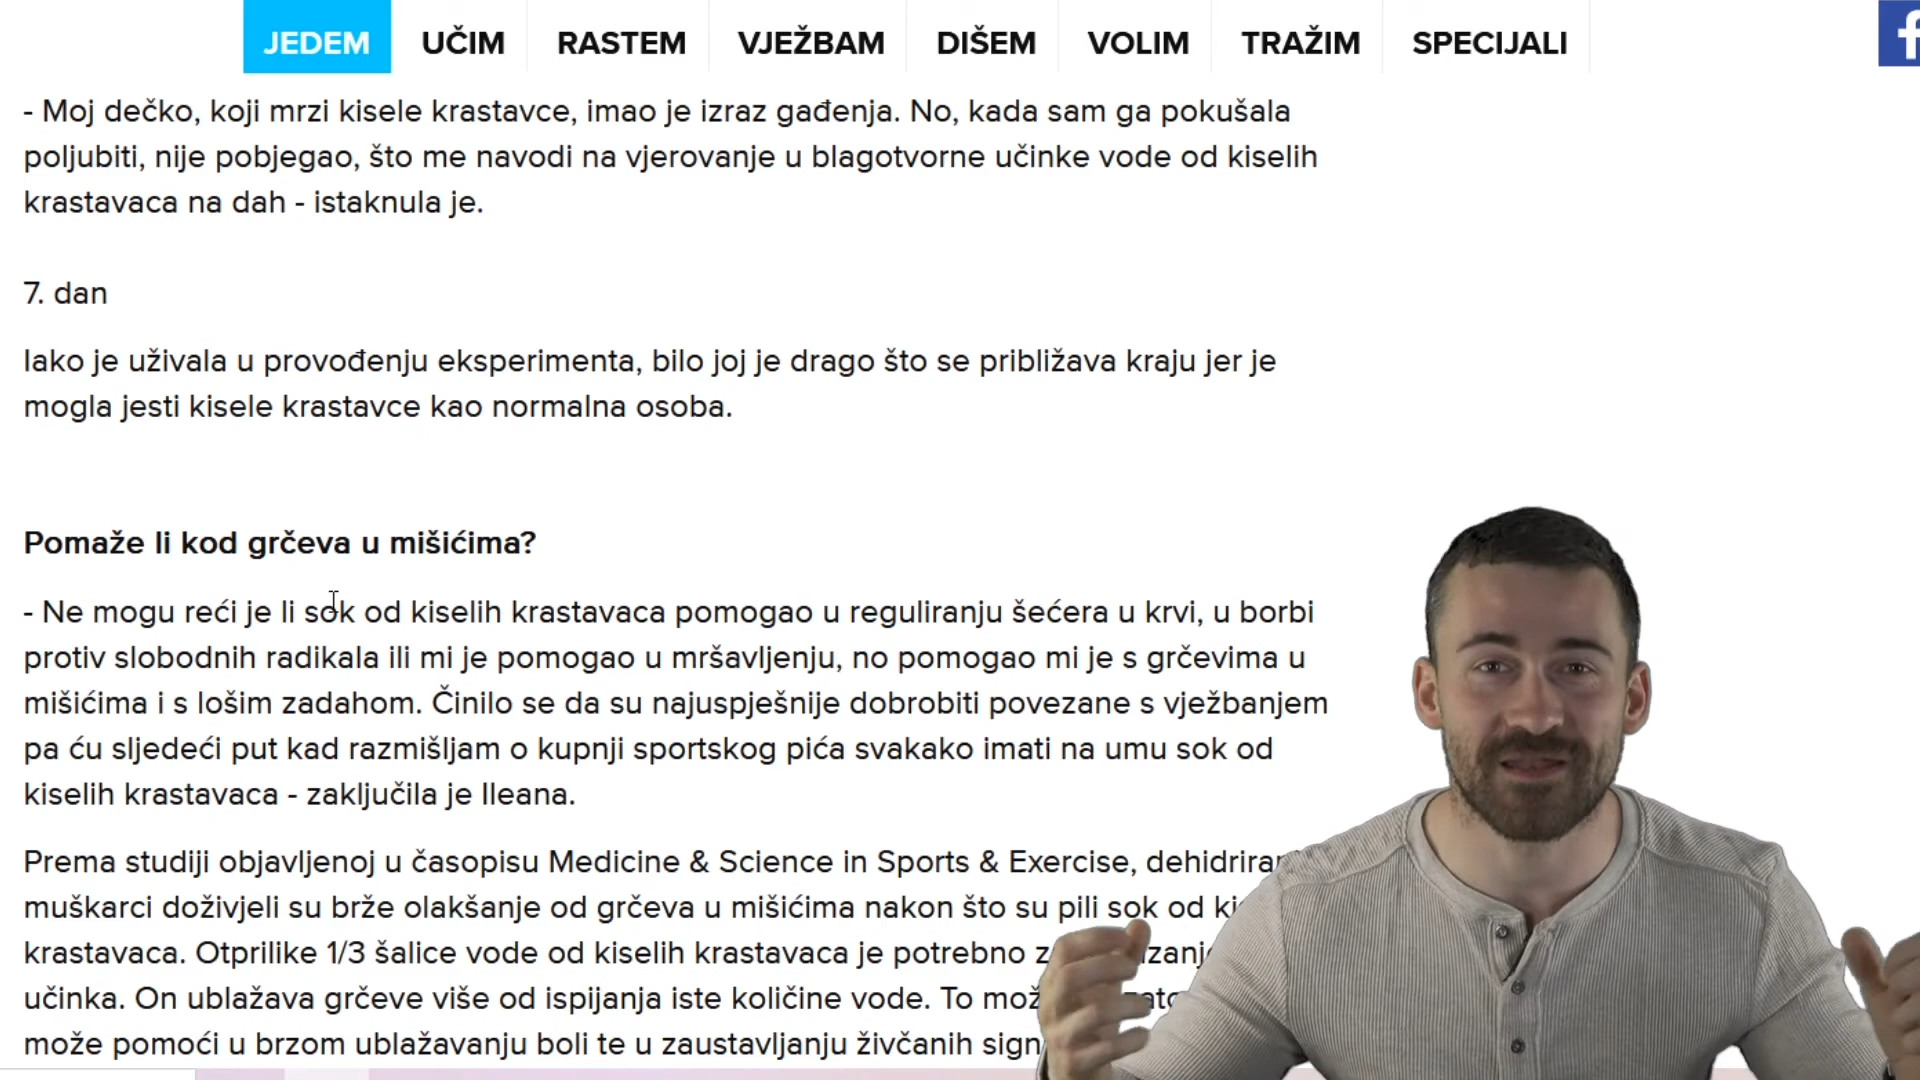 JEDEM UČIM RASTEM VJEŽBAM DIŠEM VOLIM TRAŽIM SPECIJALI
- Moj dečko, koji mrzi kisele krastavce, imao je izraz gađenja. No, kada sam ga pokušala
poljubiti, nije pobjegao, što me navodi na vjerovanje u blagotvorne učinke vode od kiselih
krastavaca na dah - istaknula je.
7. dan
Iako je uživala u provođenju eksperimenta, bilo joj je drago što se približava kraju jer je
mogla jesti kisele krastavce kao normalna osoba.
Pomaže li kod grčeva u mišićima?
- Ne mogu reći je li sok od kiselih krastavaca pomogao u reguliranju šećera u krvi, u borbi
protiv slobodnih radikala ili mi je pomogao u mršavljenju, no pomogao mi je s grčevima u
mišićima i s lošim zadahom. Činilo se da su najuspješnije dobrobiti povezane s vježbanjem
pa ću sljedeći put kad razmišljam o kupnji sportskog pića svakako imati na umu sok od
kiselih krastavaca - zaključila je Ileana.
Prema studiji objavljenoj u časopisu Medicine & Science in Sports & Exercise,
muškarci doživjeli su brže olakšanje od grčeva u mišićima nakon što su pili sok od
krastavaca. Otprilike 1/3 šalice vode od kiselih krastavaca je potrebno
učinka. On ublažava grčeve više od ispijanja iste količine vode. To
može pomoći u brzom ublažavanju boli te u zaustavljanju živčanih